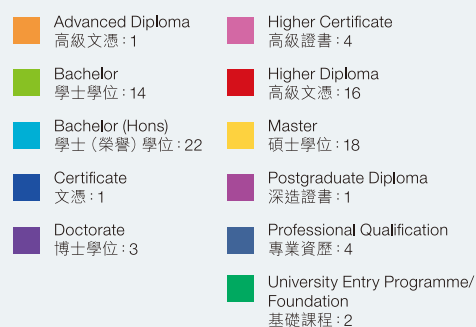 Advanced Diploma
高級文憑：1
Bachelor
學士學位：14
Bachelor (Hons)
學士（榮譽）學位：22
Certificate
文憑：1
Doctorate
博士學位：3
Higher Certificate
高級證書：4
Higher Diploma
高級文憑：16
Master
碩士學位：18
Postgraduate Diploma
深造證書：1
Professional Qualification
專業資歷：4
University Entry Programme/
Foundation
基礎課程：2